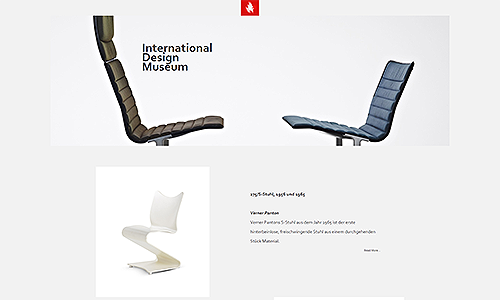 International
Design
Museum
275/S-Stuhl, 1956 und 1965
Verner Panton
Verner Pantons S-Stuhl aus dem Jahr 1965 ist der erste
hinterbeinlose, freischwingende Stuhl aus einem durchgehenden
Stück Material.
Read More ...